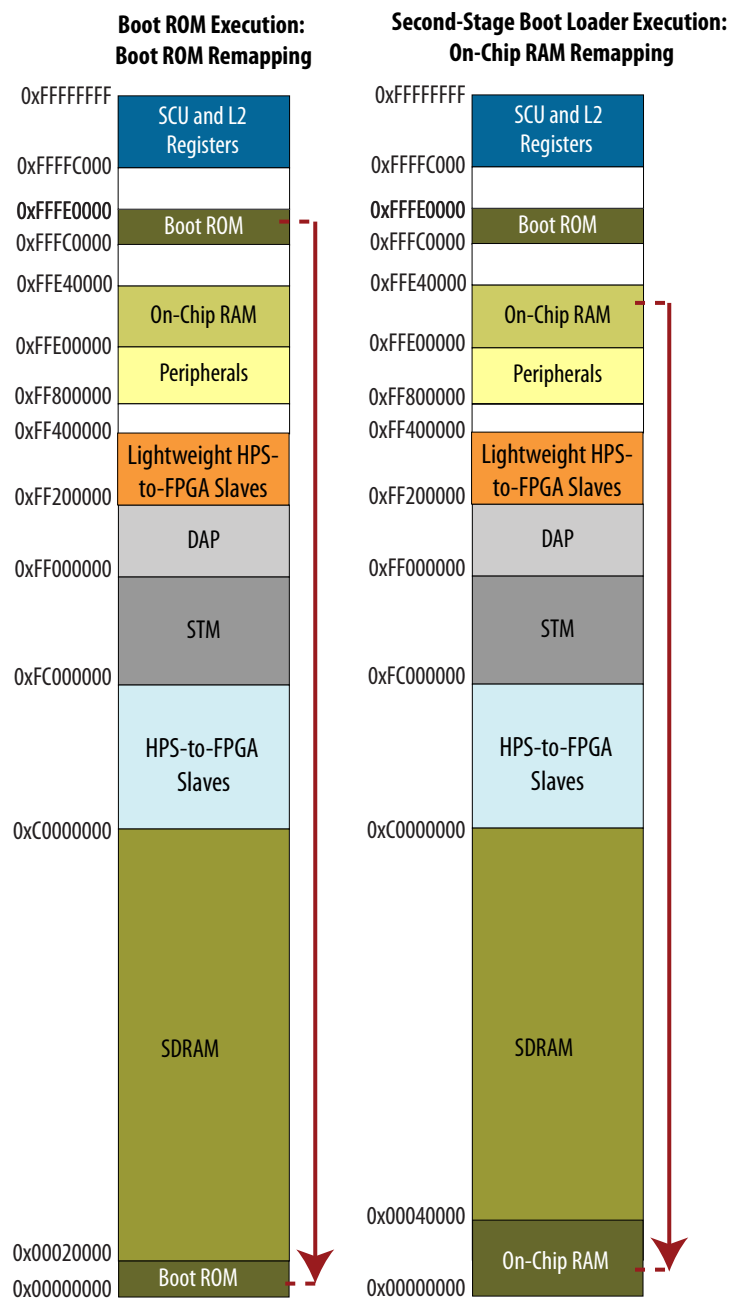 Boot ROM Execution:
Boot ROM Remapping
0xFFFFFFFF
SCU and L2
Registers
0xFFFFC000
0xFFFE0000
Boot ROM
0xFFFC0000
0xFFE40000
On-Chip RAM
0xFFE00000
Peripherals
0xFF800000
0xFF400000
Lightweight HPS-
to-FPGA Slaves
0xFF200000
DAP
0xFF000000
STM
0xFC000000
HPS-to-FPGA
Slaves
0xC0000000
SDRAM
0x00020000
Boot ROM
0x00000000
Second-Stage Boot Loader Execution:
On-Chip RAM Remapping
0xFFFFFFFF
SCU and L2
Registers
0xFFFFC000
0xFFFE0000
Boot ROM
0xFFFC0000
0xFFE40000
On-Chip RAM
0xFFE00000
Peripherals
0xFF800000
0xFF400000
Lightweight HPS-
to-FPGA Slaves
0xFF200000
DAP
0xFF000000
STM
0xFC000000
HPS-to-FPGA
Slaves
0xC0000000
SDRAM
0x00040000
On-Chip RAM
0x00000000